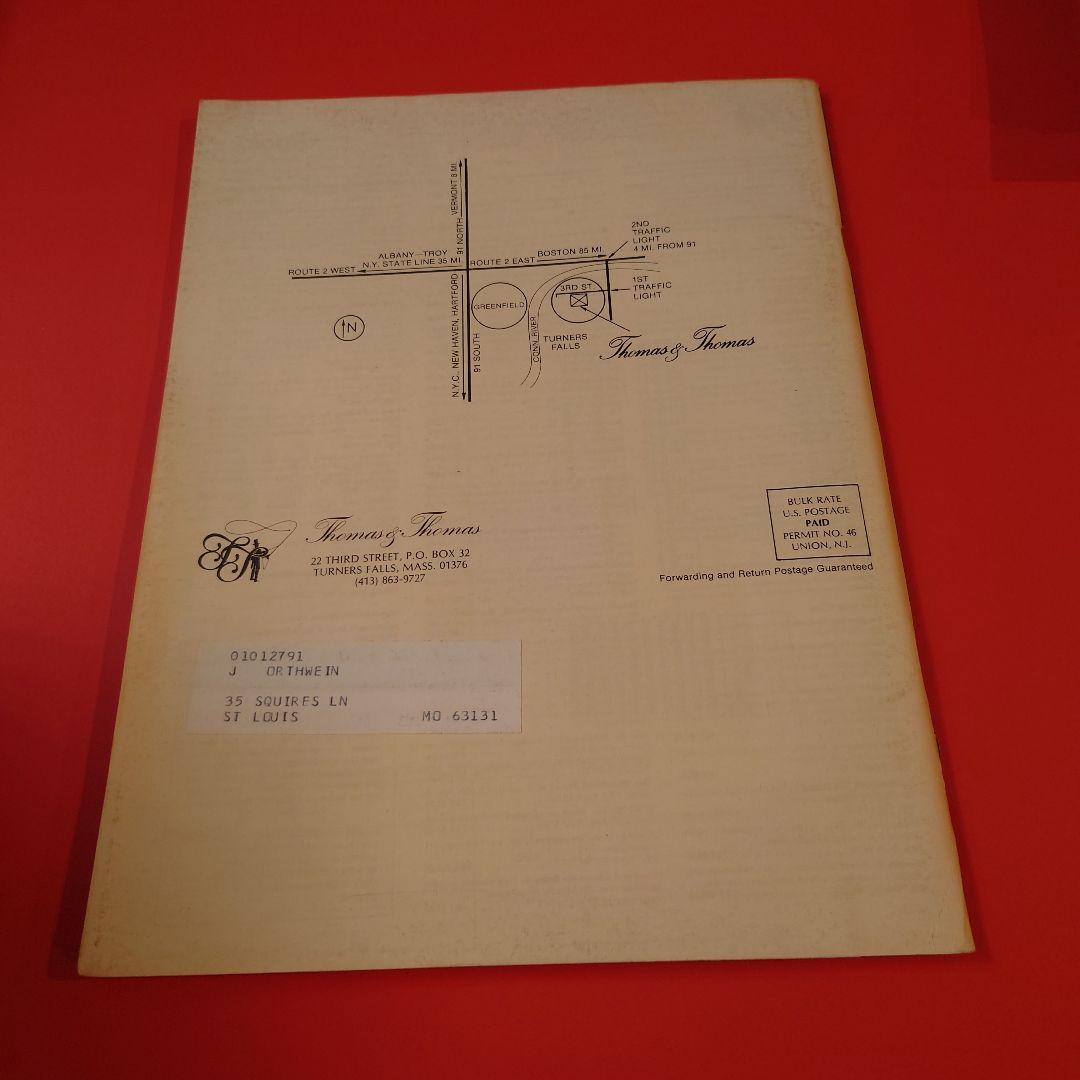 91 NORTH VERMONT 8 MI.
2ND
TRAFFIC
LIGHT
4 MI. FROM 91
ALBANY—TROY
N.Y. STATE LINE 35 MI.
BOSTON 85 MI.
ROUTE 2 WEST
ROUTE 2 EAST
N
N.Y.C., NEW HAVEN, HARTFORD
91 SOUTH
GREENFIELD
CONN. RIVER
3RD ST.
1ST
TRAFFIC
LIGHT
TURNERS
FALLS
Thomas & Thomas
TT
Thomas & Thomas
22 THIRD STREET, P.O. BOX 32
TURNERS FALLS, MASS. 01376
(413) 863-9727
BULK RATE
U.S. POSTAGE
PAID
PERMIT NO. 46
UNION, N.J.
Forwarding and Return Postage Guaranteed
01012791
J ORTHWEIN
35 SQUIRES LN
ST LOUIS MO 63131